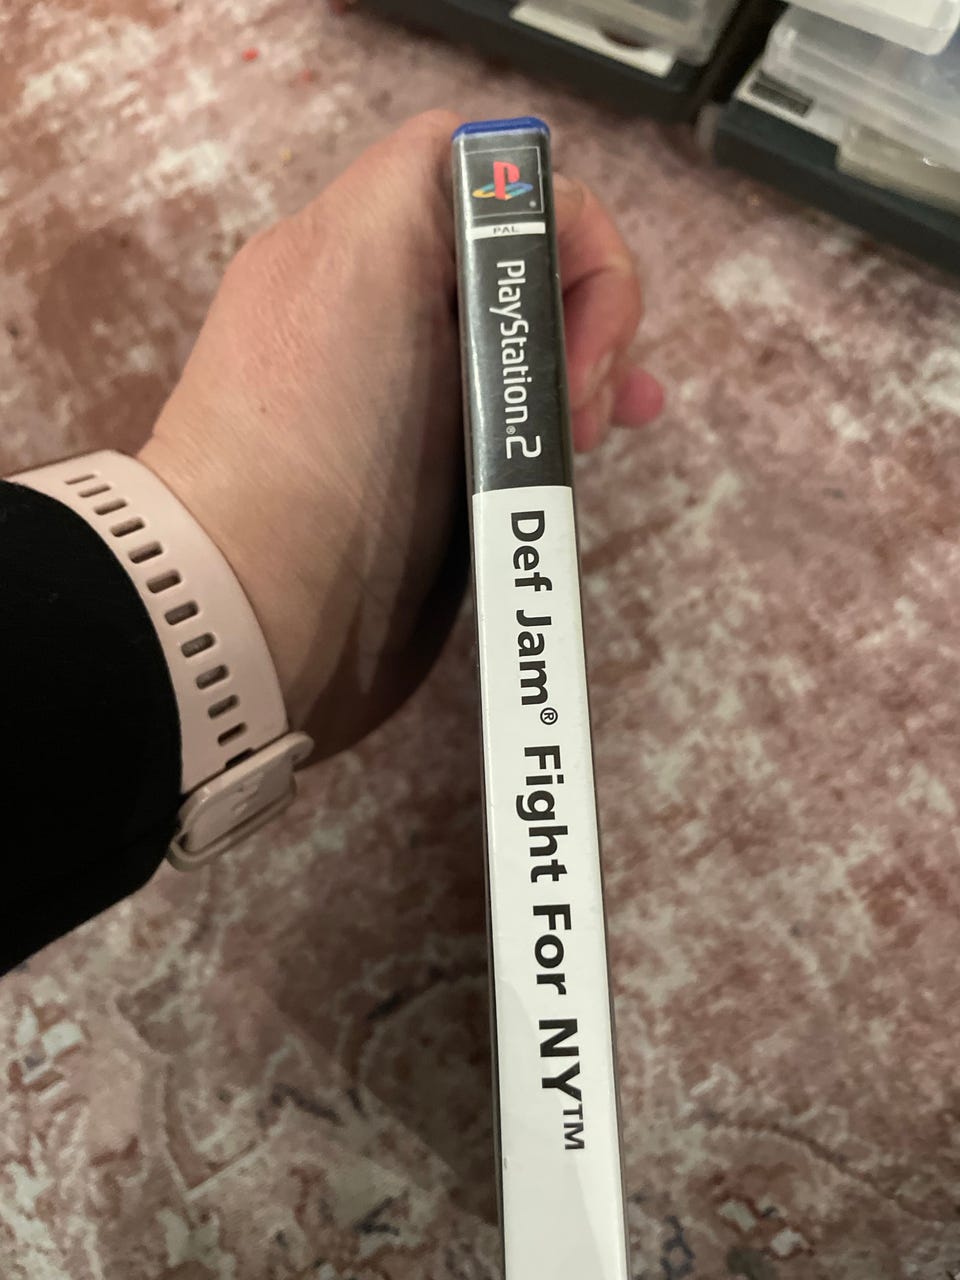 PAL
PlayStation®2
Def Jam® Fight For NY™